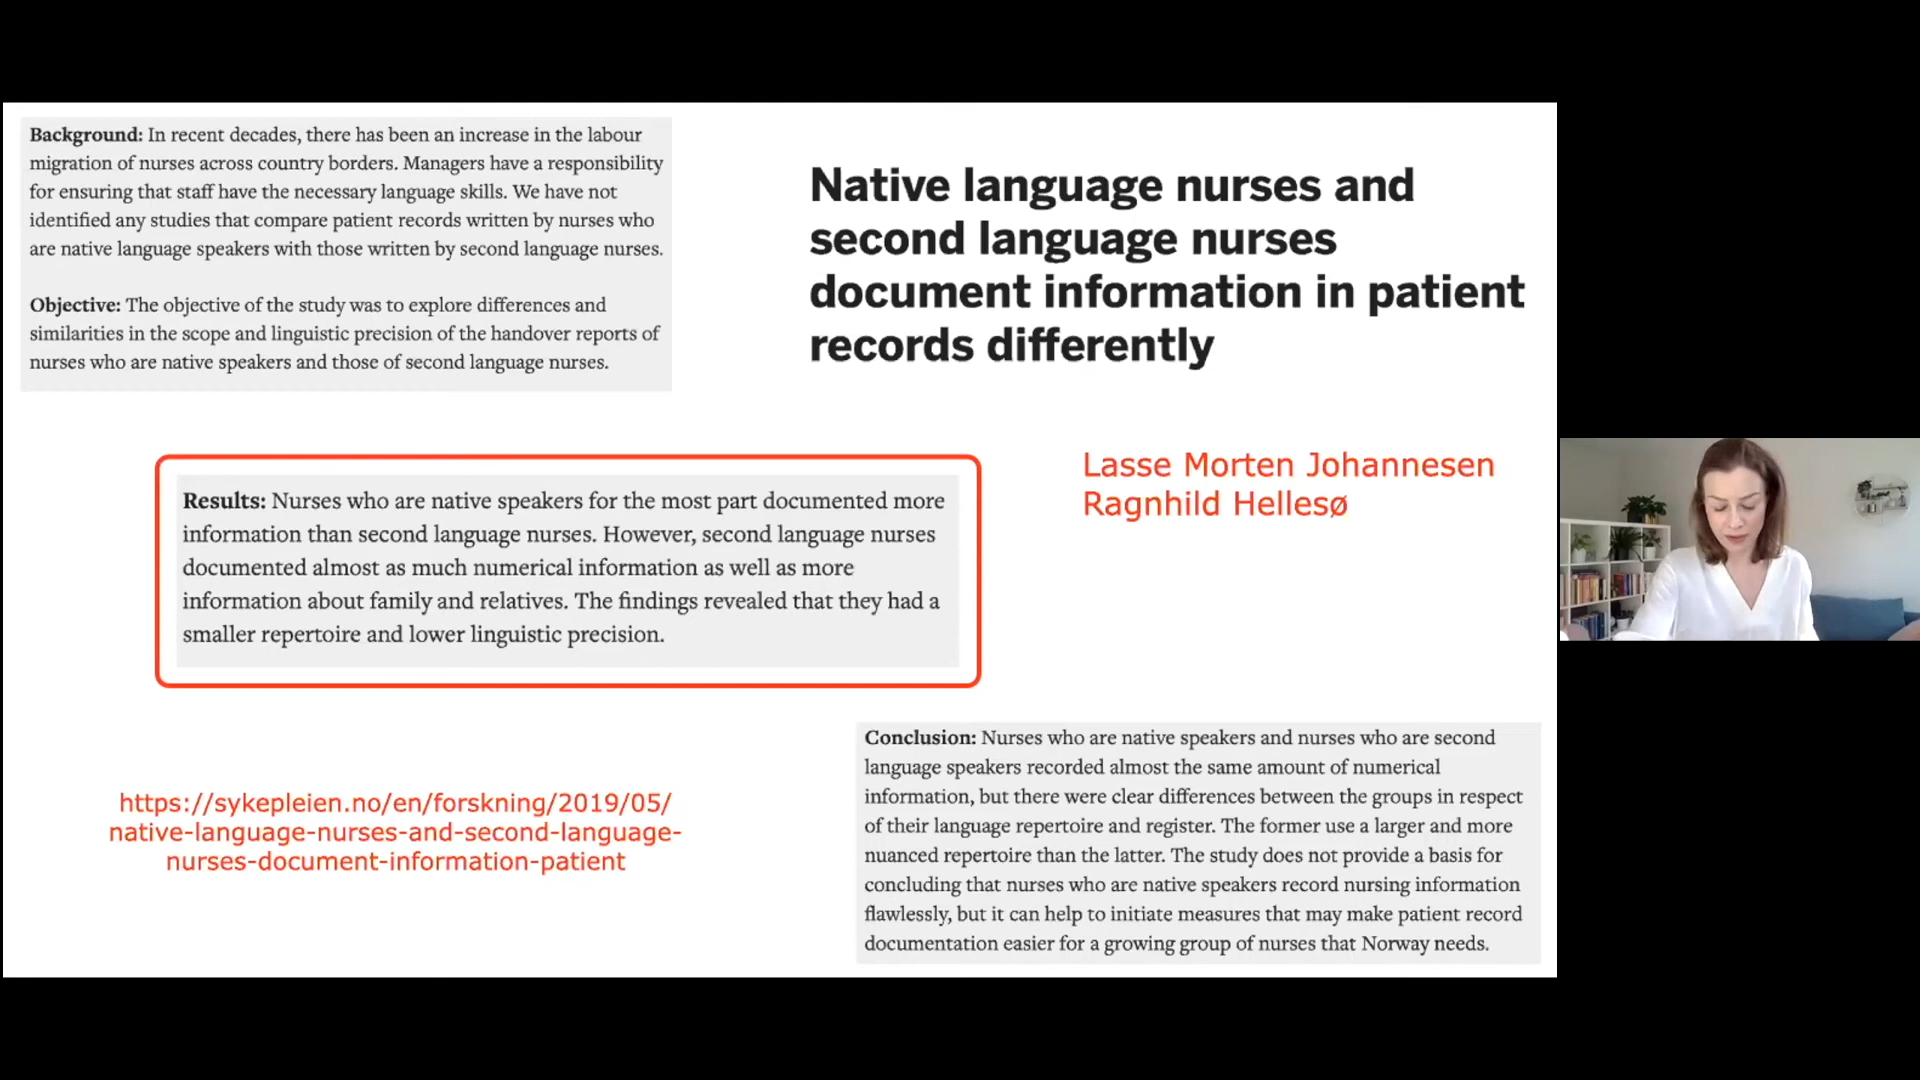 Background: In recent decades, there has been an increase in the labour
migration of nurses across country borders. Managers have a responsibility
for ensuring that staff have the necessary language skills. We have not
identified any studies that compare patient records written by nurses who
are native language speakers with those written by second language nurses.
Objective: The objective of the study was to explore differences and
similarities in the scope and linguistic precision of the handover reports of
nurses who are native speakers and those of second language nurses.
Native language nurses and
second language nurses
document information in patient
records differently
Lasse Morten Johannesen
Ragnhild Hellesø
Results: Nurses who are native speakers for the most part documented more
information than second language nurses. However, second language nurses
documented almost as much numerical information as well as more
information about family and relatives. The findings revealed that they had a
smaller repertoire and lower linguistic precision.
https://sykepleien.no/en/forskning/2019/05/
native-language-nurses-and-second-language-
nurses-document-information-patient
Conclusion: Nurses who are native speakers and nurses who are second
language speakers recorded almost the same amount of numerical
information, but there were clear differences between the groups in respect
of their language repertoire and register. The former use a larger and more
nuanced repertoire than the latter. The study does not provide a basis for
concluding that nurses who are native speakers record nursing information
flawlessly, but it can help to initiate measures that may make patient record
documentation easier for a growing group of nurses that Norway needs.